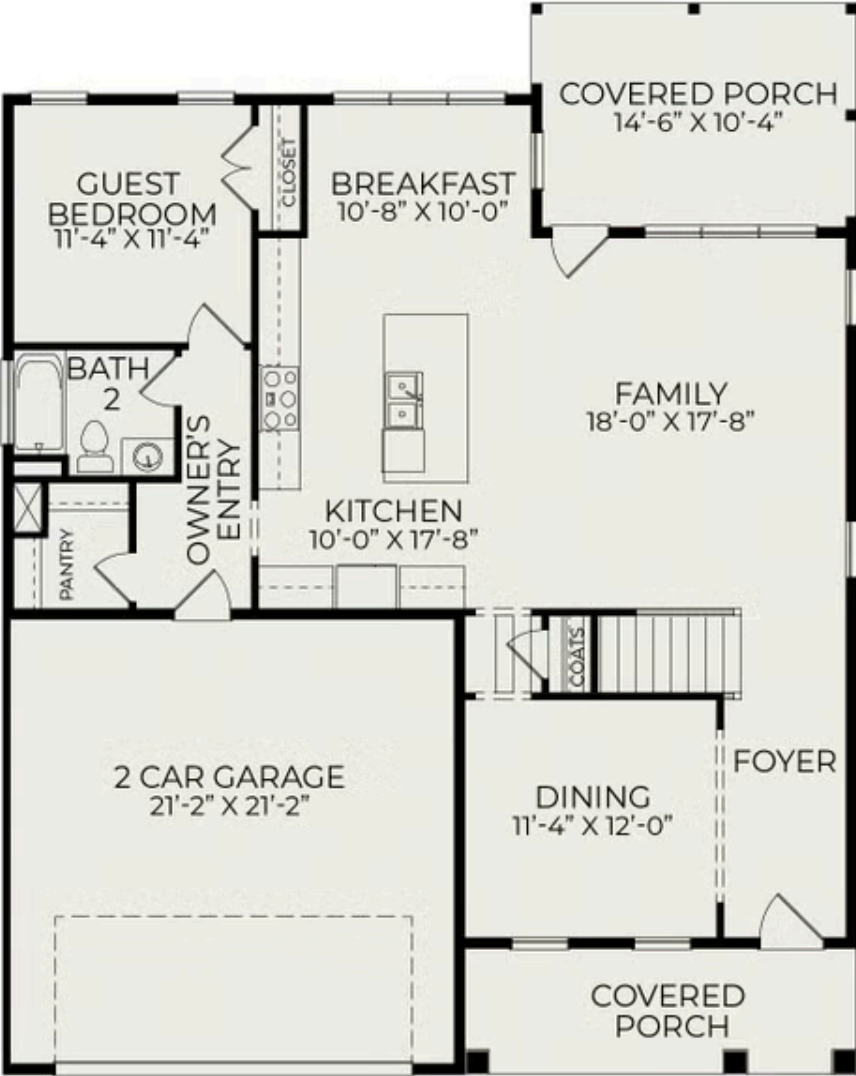 COVERED PORCH
14'-6" X 10'-4"
GUEST
BEDROOM
11'-4" X 11'-4"
CLOSET
BREAKFAST
10'-8" X 10'-0"
BATH
2
OWNER'S
ENTRY
FAMILY
18'-0" X 17'-8"
KITCHEN
10'-0" X 17'-8"
PANTRY
COATS
2 CAR GARAGE
21'-2" X 21'-2"
DINING
11'-4" X 12'-0"
FOYER
COVERED
PORCH